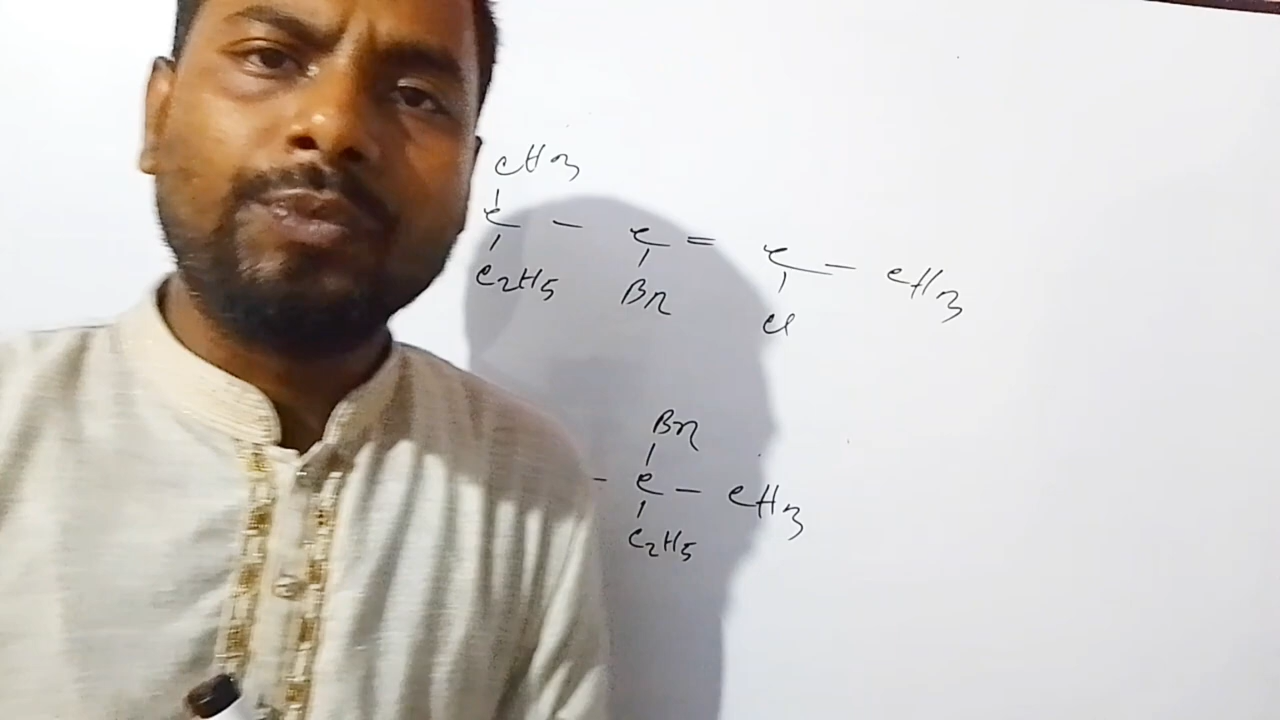 CH3
C - C = C - CH3
C2H5 Br Cl
Br
- C - CH3
C2H5